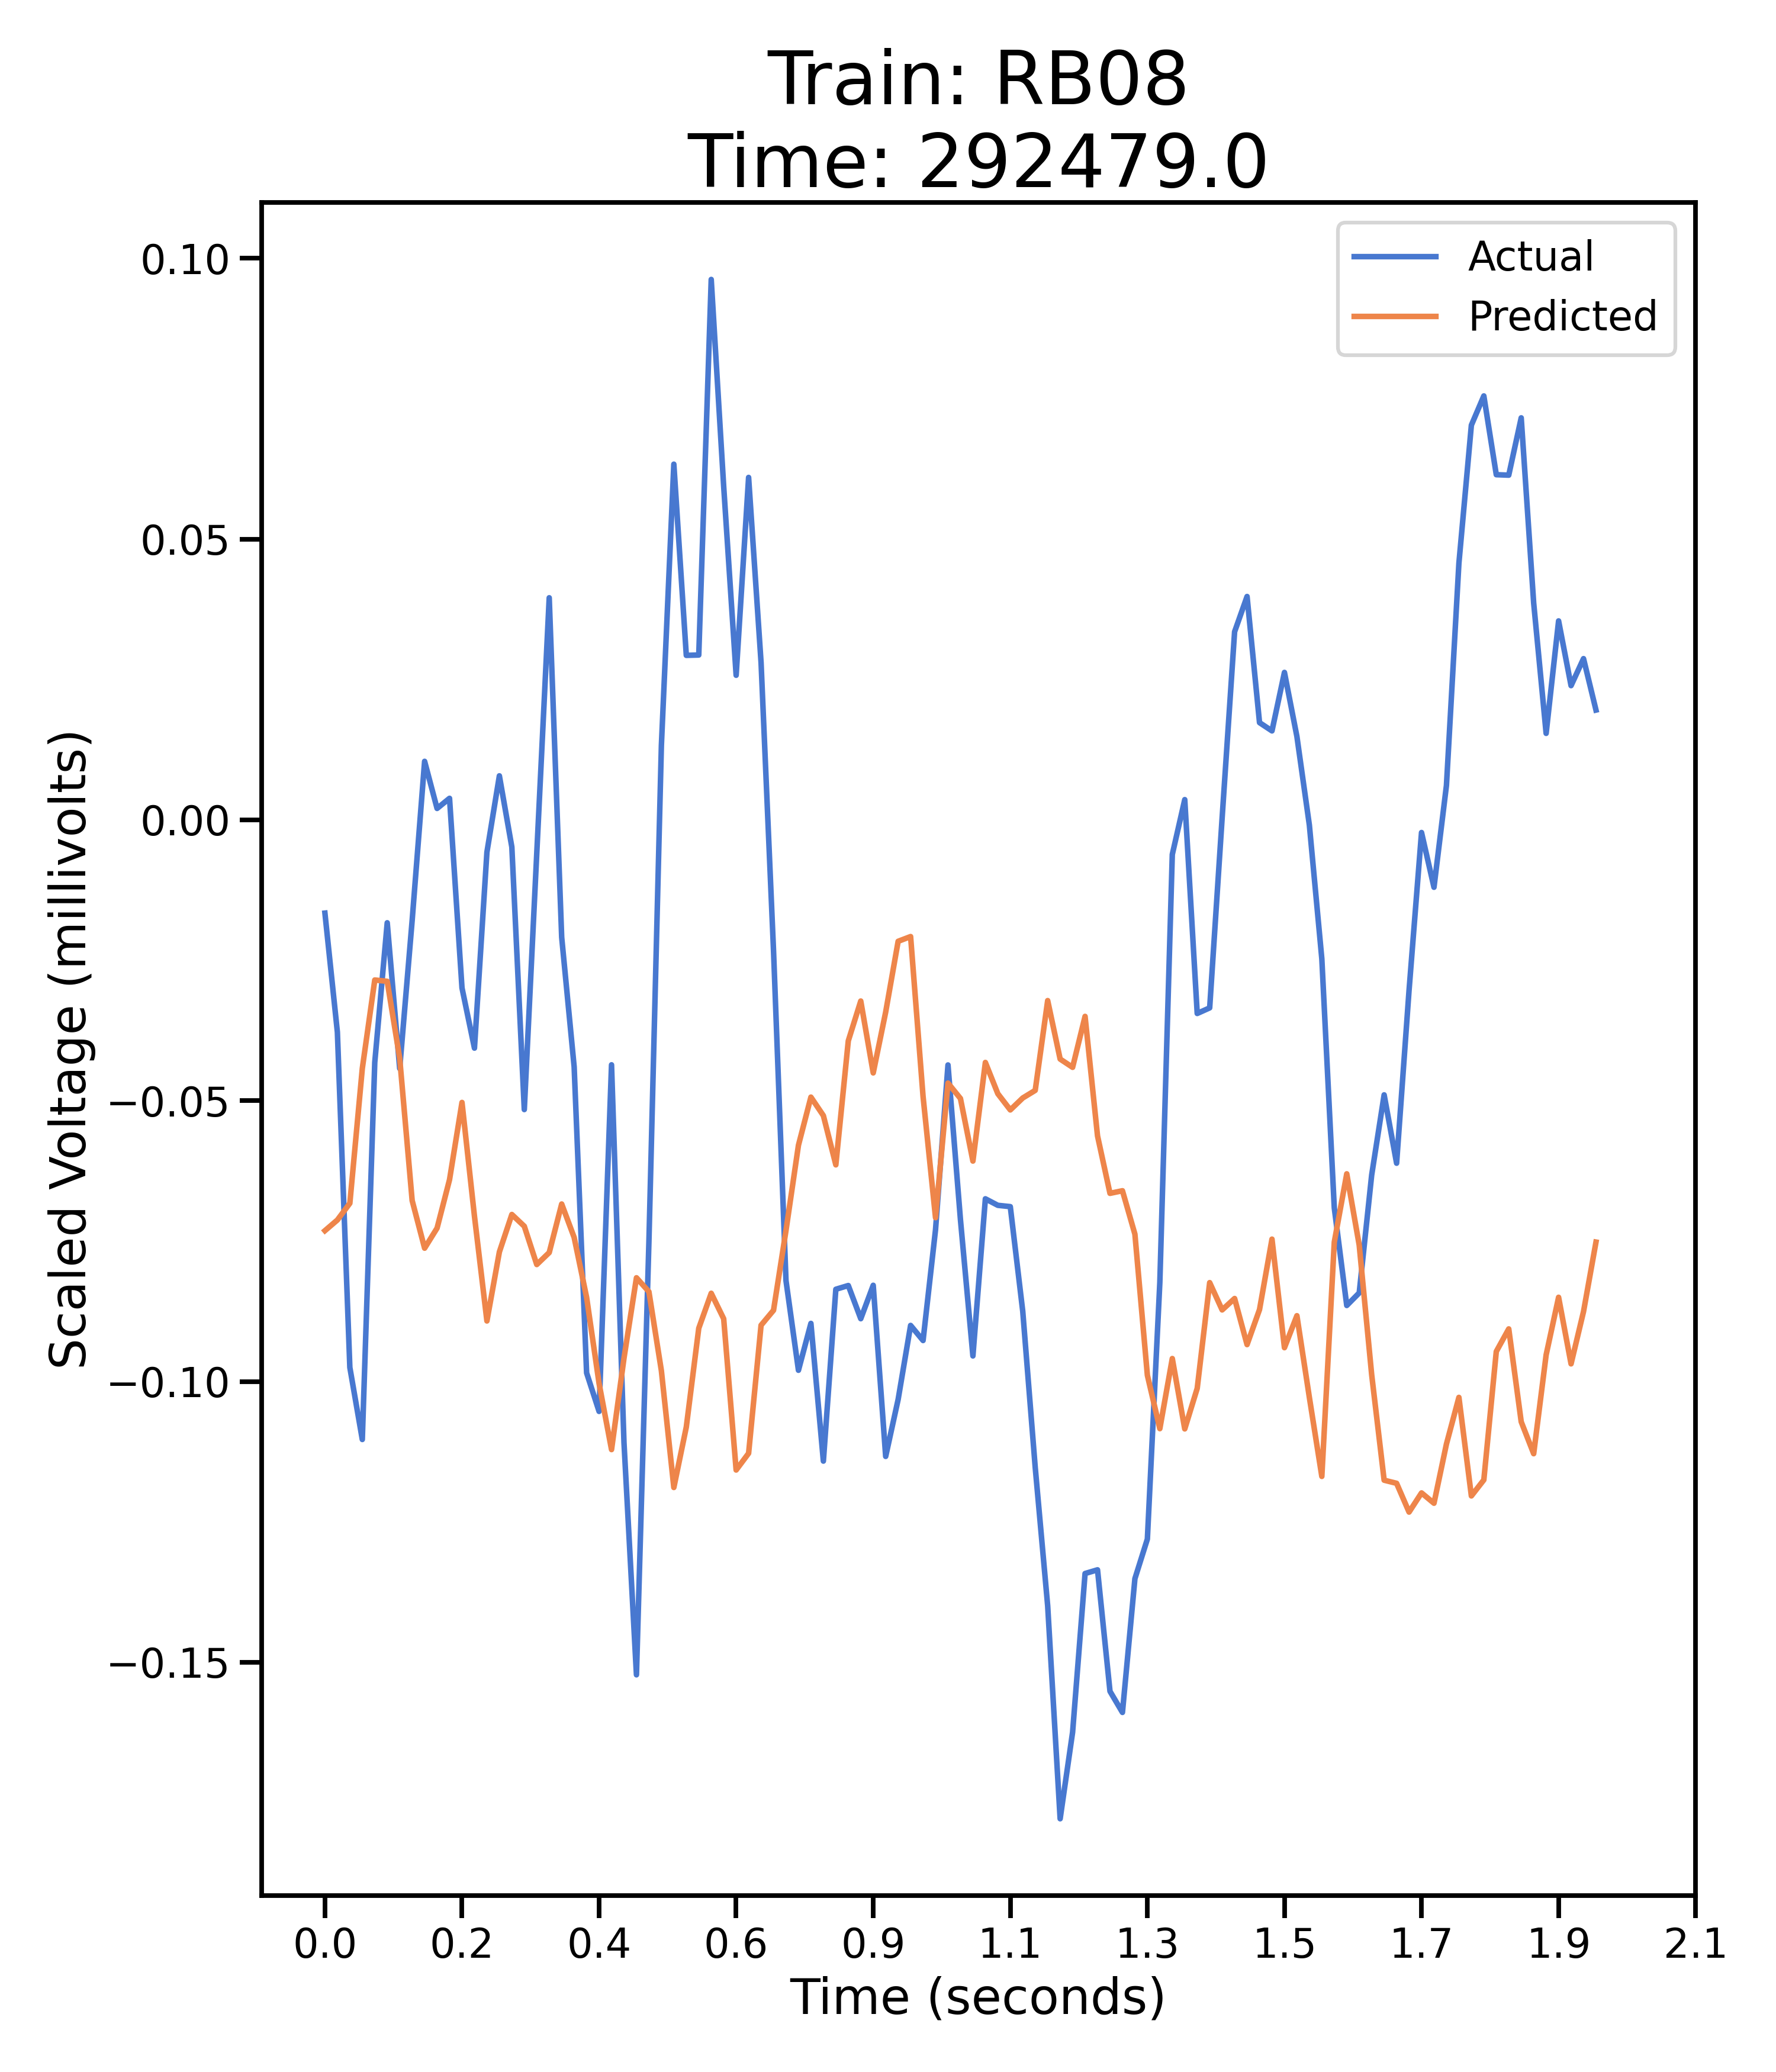 Train: RB08
Time: 292479.0
Actual
Predicted
Scaled Voltage (millivolts)
0.10
0.05
0.00
−0.05
−0.10
−0.15
0.0 0.2 0.4 0.6 0.9 1.1 1.3 1.5 1.7 1.9 2.1
Time (seconds)